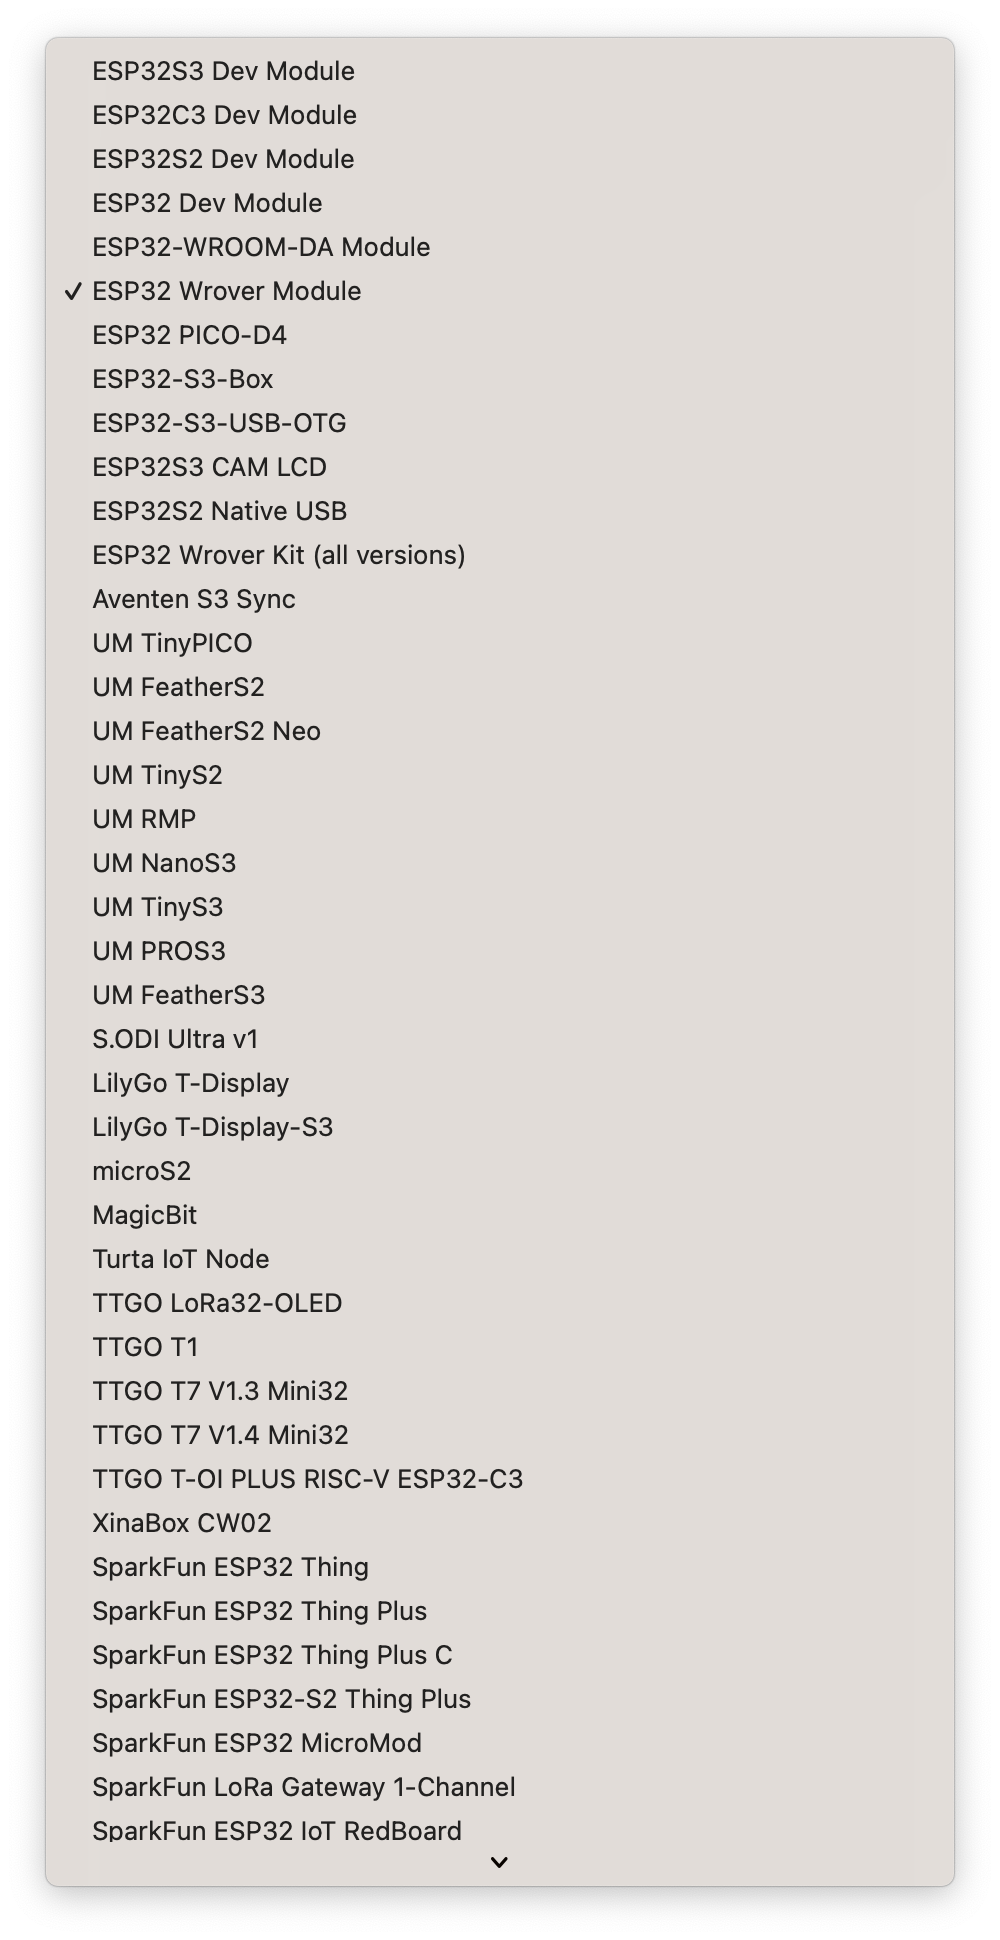 ESP32S3 Dev Module
ESP32C3 Dev Module
ESP32S2 Dev Module
ESP32 Dev Module
ESP32-WROOM-DA Module
✓ ESP32 Wrover Module
ESP32 PICO-D4
ESP32-S3-Box
ESP32-S3-USB-OTG
ESP32S3 CAM LCD
ESP32S2 Native USB
ESP32 Wrover Kit (all versions)
Aventen S3 Sync
UM TinyPICO
UM FeatherS2
UM FeatherS2 Neo
UM TinyS2
UM RMP
UM NanoS3
UM TinyS3
UM PROS3
UM FeatherS3
S.ODI Ultra v1
LilyGo T-Display
LilyGo T-Display-S3
microS2
MagicBit
Turta IoT Node
TTGO LoRa32-OLED
TTGO T1
TTGO T7 V1.3 Mini32
TTGO T7 V1.4 Mini32
TTGO T-OI PLUS RISC-V ESP32-C3
XinaBox CW02
SparkFun ESP32 Thing
SparkFun ESP32 Thing Plus
SparkFun ESP32 Thing Plus C
SparkFun ESP32-S2 Thing Plus
SparkFun ESP32 MicroMod
SparkFun LoRa Gateway 1-Channel
SparkFun ESP32 IoT RedBoard